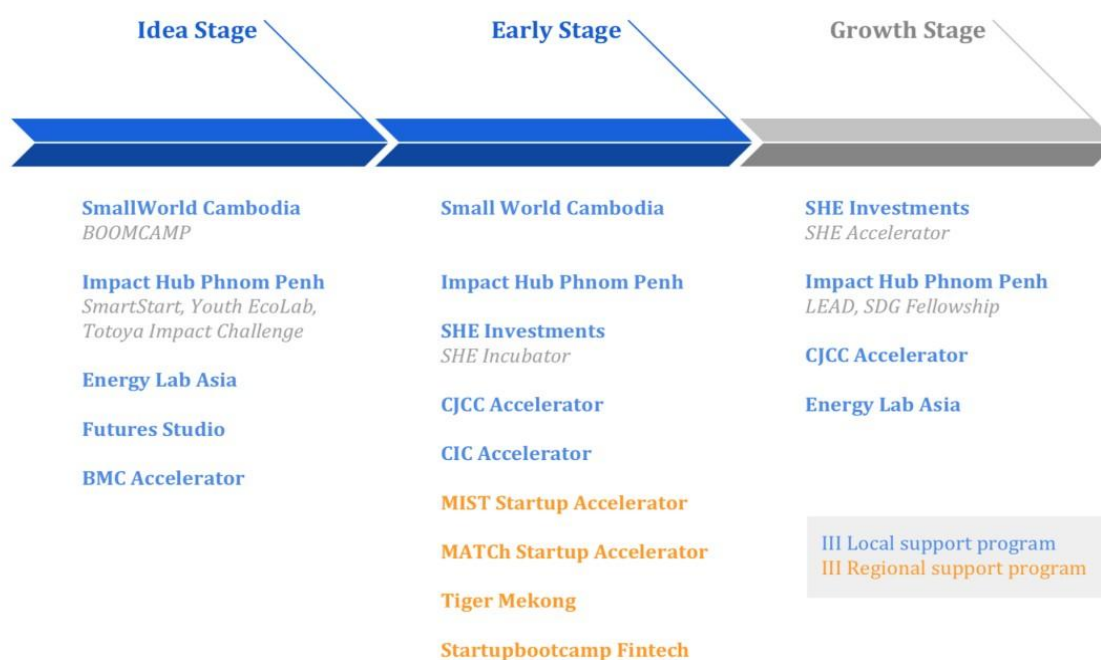 Idea Stage
Early Stage
Growth Stage
SmallWorld Cambodia
BOOMCAMP
Impact Hub Phnom Penh
SmartStart, Youth EcoLab,
Totoya Impact Challenge
Energy Lab Asia
Futures Studio
BMC Accelerator
Small World Cambodia
Impact Hub Phnom Penh
SHE Investments
SHE Incubator
CJCC Accelerator
CIC Accelerator
MIST Startup Accelerator
MATCh Startup Accelerator
Tiger Mekong
Startupbootcamp Fintech
SHE Investments
SHE Accelerator
Impact Hub Phnom Penh
LEAD, SDG Fellowship
CJCC Accelerator
Energy Lab Asia
III Local support program
III Regional support program